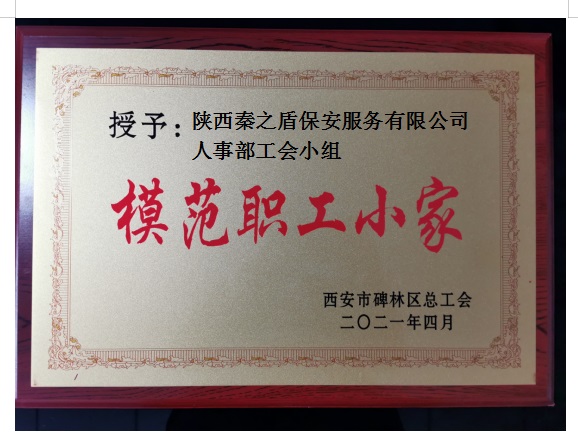 授予：陕西秦之盾保安服务有限公司
人事部工会小组
模范职工小家
西安市碑林区总工会
二〇二一年四月